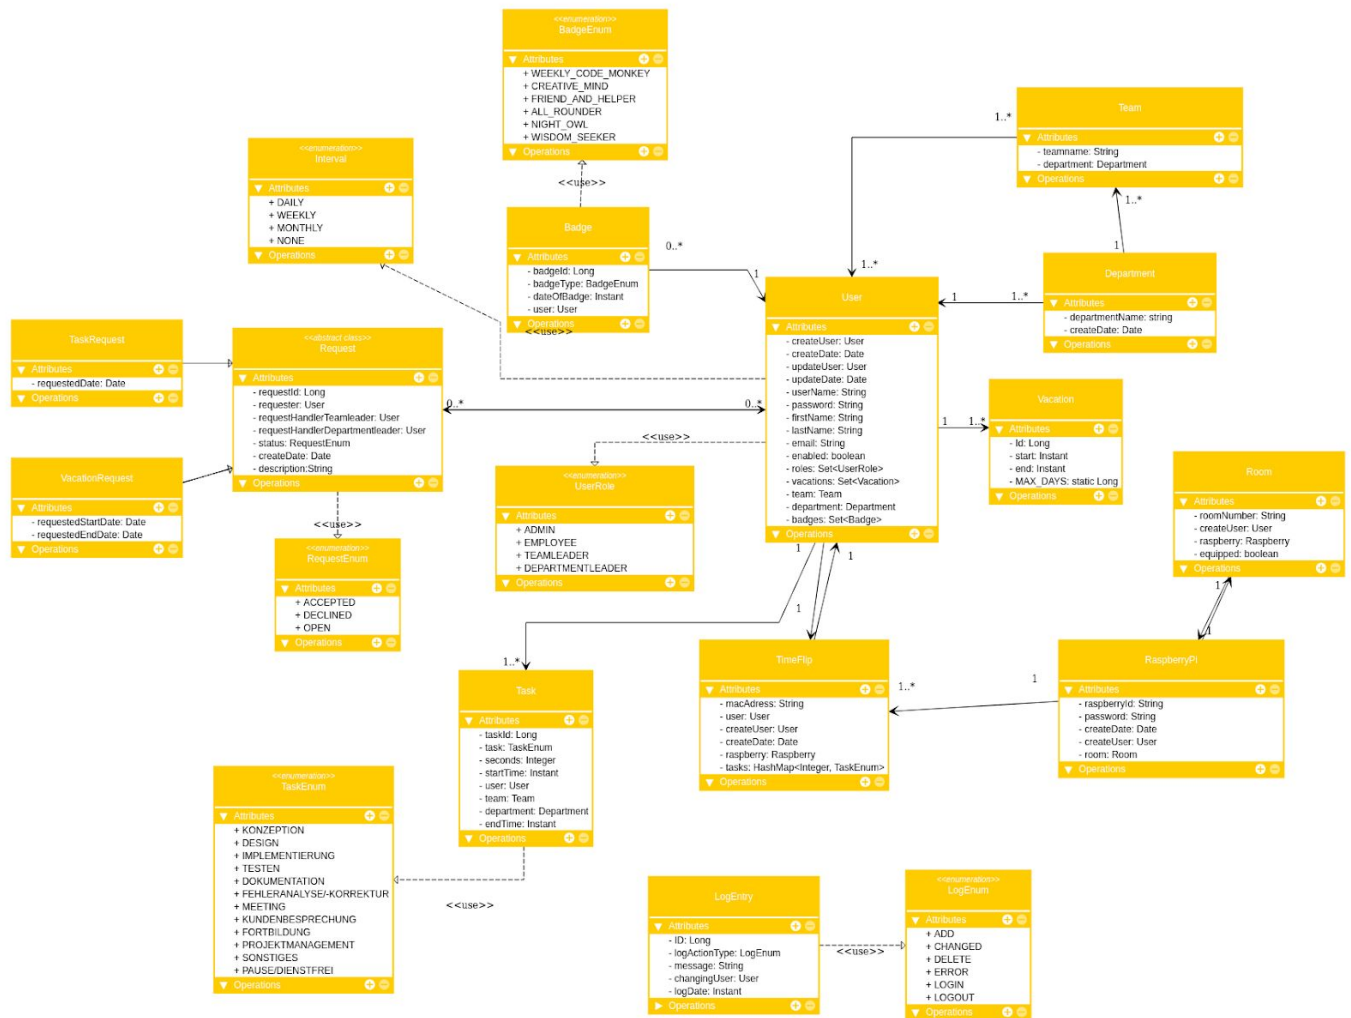 <<enumeration>>
BadgeEnum
Attributes
+ WEEKLY_CODE_MONKEY
+ CREATIVE_MIND
+ FRIEND_AND_HELPER
+ ALL_ROUNDER
+ NIGHT_OWL
+ WISDOM_SEEKER
Operations
<<use>>
<<enumeration>>
Interval
Attributes
+ DAILY
+ WEEKLY
+ MONTHLY
+ NONE
Operations
Badge
Attributes
- badgeId: Long
- badgeType: BadgeEnum
- dateOfBadge: Instant
- user: User
Operations
<<use>>
0..*
1
Team
Attributes
- teamname: String
- department: Department
Operations
1..*
1..*
1..*
1
Department
Attributes
- departmentName: string
- createDate: Date
Operations
1
1..*
User
Attributes
- createUser: User
- createDate: Date
- updateUser: User
- updateDate: Date
- userName: String
- password: String
- firstName: String
- lastName: String
- email: String
- enabled: boolean
- roles: Set<UserRole>
- vacations: Set<Vacation>
- team: Team
- department: Department
- badges: Set<Badge>
Operations
TaskRequest
Attributes
- requestedDate: Date
Operations
<<abstract class>>
Request
Attributes
- requestId: Long
- requester: User
- requestHandlerTeamleader: User
- requestHandlerDepartmentleader: User
- status: RequestEnum
- createDate: Date
- description:String
Operations
0..*
0..*
VacationRequest
Attributes
- requestedStartDate: Date
- requestedEndDate: Date
Operations
<<use>>
<<enumeration>>
RequestEnum
Attributes
+ ACCEPTED
+ DECLINED
+ OPEN
Operations
<<use>>
<<enumeration>>
UserRole
Attributes
+ ADMIN
+ EMPLOYEE
+ TEAMLEADER
+ DEPARTMENTLEADER
Operations
1
1..*
Vacation
Attributes
- Id: Long
- start: Instant
- end: Instant
- MAX_DAYS: static Long
Operations
Room
Attributes
- roomNumber: String
- createUser: User
- raspberry: Raspberry
- equipped: boolean
Operations
1
1
1
1
1
1..*
Task
Attributes
- taskId: Long
- task: TaskEnum
- seconds: Integer
- startTime: Instant
- user: User
- team: Team
- department: Department
- endTime: Instant
Operations
TimeFlip
Attributes
- macAdress: String
- user: User
- createUser: User
- createDate: Date
- raspberry: Raspberry
- tasks: HashMap<Integer, TaskEnum>
Operations
1..*
1
RaspberryPI
Attributes
- raspberryId: String
- password: String
- createDate: Date
- createUser: User
- room: Room
Operations
<<enumeration>>
TaskEnum
Attributes
+ KONZEPTION
+ DESIGN
+ IMPLEMENTIERUNG
+ TESTEN
+ DOKUMENTATION
+ FEHLERANALYSE/-KORREKTUR
+ MEETING
+ KUNDENBESPRECHUNG
+ FORTBILDUNG
+ PROJEKTMANAGEMENT
+ SONSTIGES
+ PAUSE/DIENSTFREI
Operations
<<use>>
LogEntry
Attributes
- ID: Long
- logActionType: LogEnum
- message: String
- changingUser: User
- logDate: Instant
Operations
<<use>>
<<enumeration>>
LogEnum
Attributes
+ ADD
+ CHANGED
+ DELETE
+ ERROR
+ LOGIN
+ LOGOUT
Operations